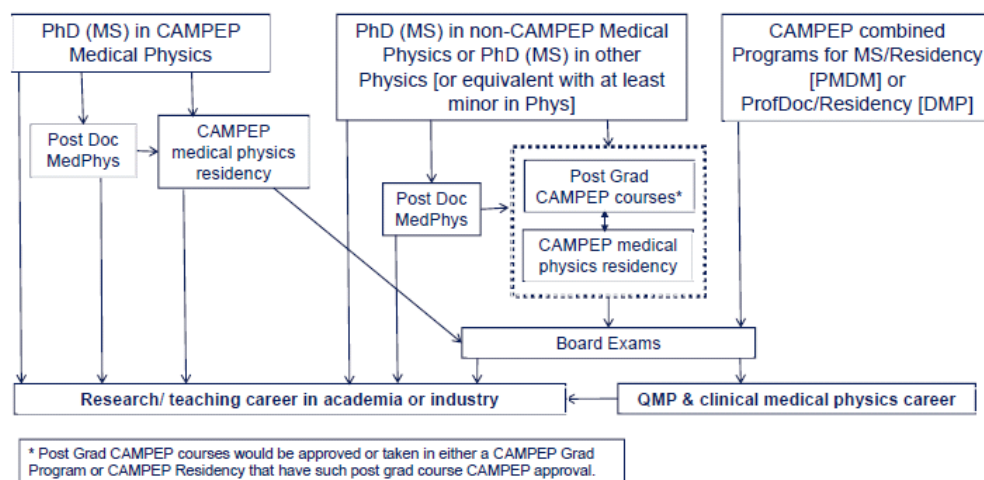 PhD (MS) in CAMPEP
Medical Physics
PhD (MS) in non-CAMPEP Medical
Physics or PhD (MS) in other
Physics [or equivalent with at least
minor in Phys]
CAMPEP combined
Programs for MS/Residency
[PMDM] or
ProfDoc/Residency [DMP]
Post Doc
MedPhys
CAMPEP
medical physics
residency
Post Doc
MedPhys
Post Grad
CAMPEP courses*
CAMPEP medical
physics residency
Board Exams
Research/ teaching career in academia or industry
QMP & clinical medical physics career
* Post Grad CAMPEP courses would be approved or taken in either a CAMPEP Grad
Program or CAMPEP Residency that have such post grad course CAMPEP approval.